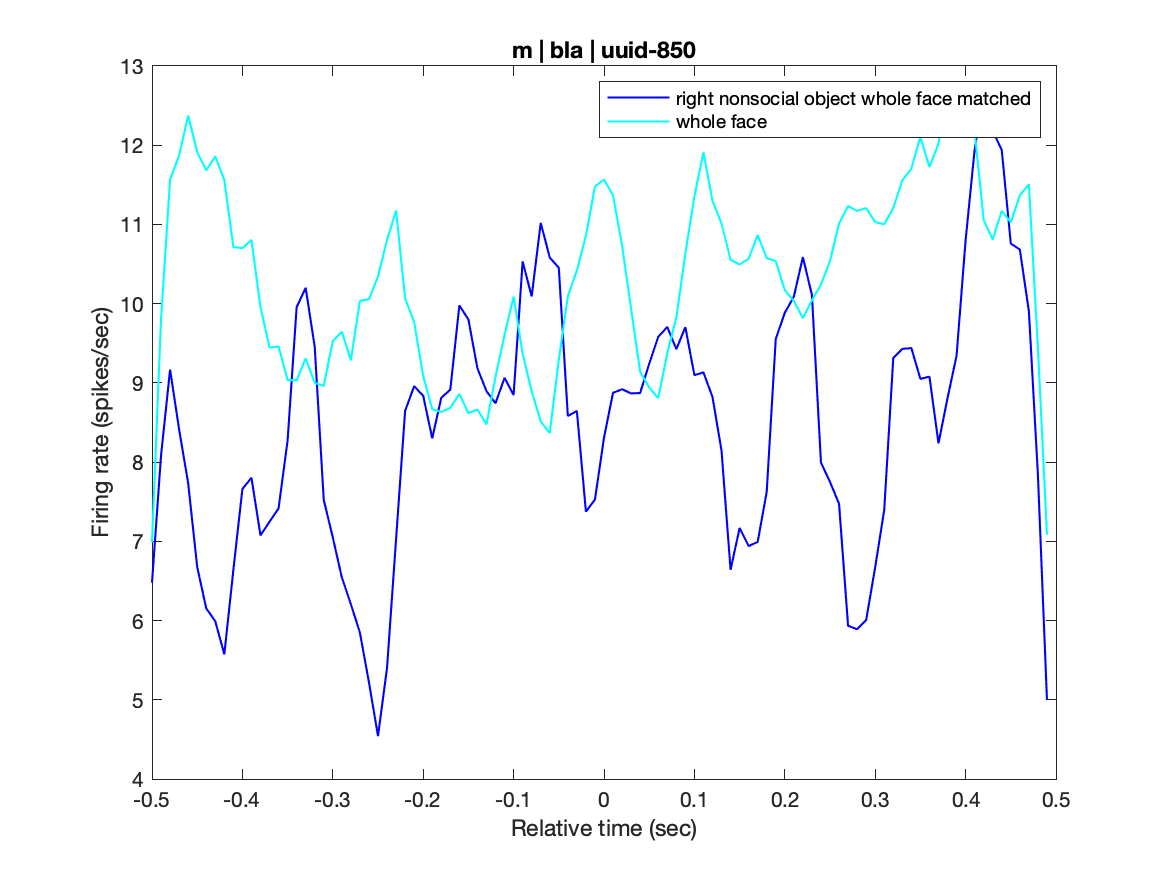 m | bla | uuid-850
right nonsocial object whole face matched
whole face
Firing rate (spikes/sec)
13
12
11
10
9
8
7
6
5
4
-0.5 -0.4 -0.3 -0.2 -0.1 0 0.1 0.2 0.3 0.4 0.5
Relative time (sec)